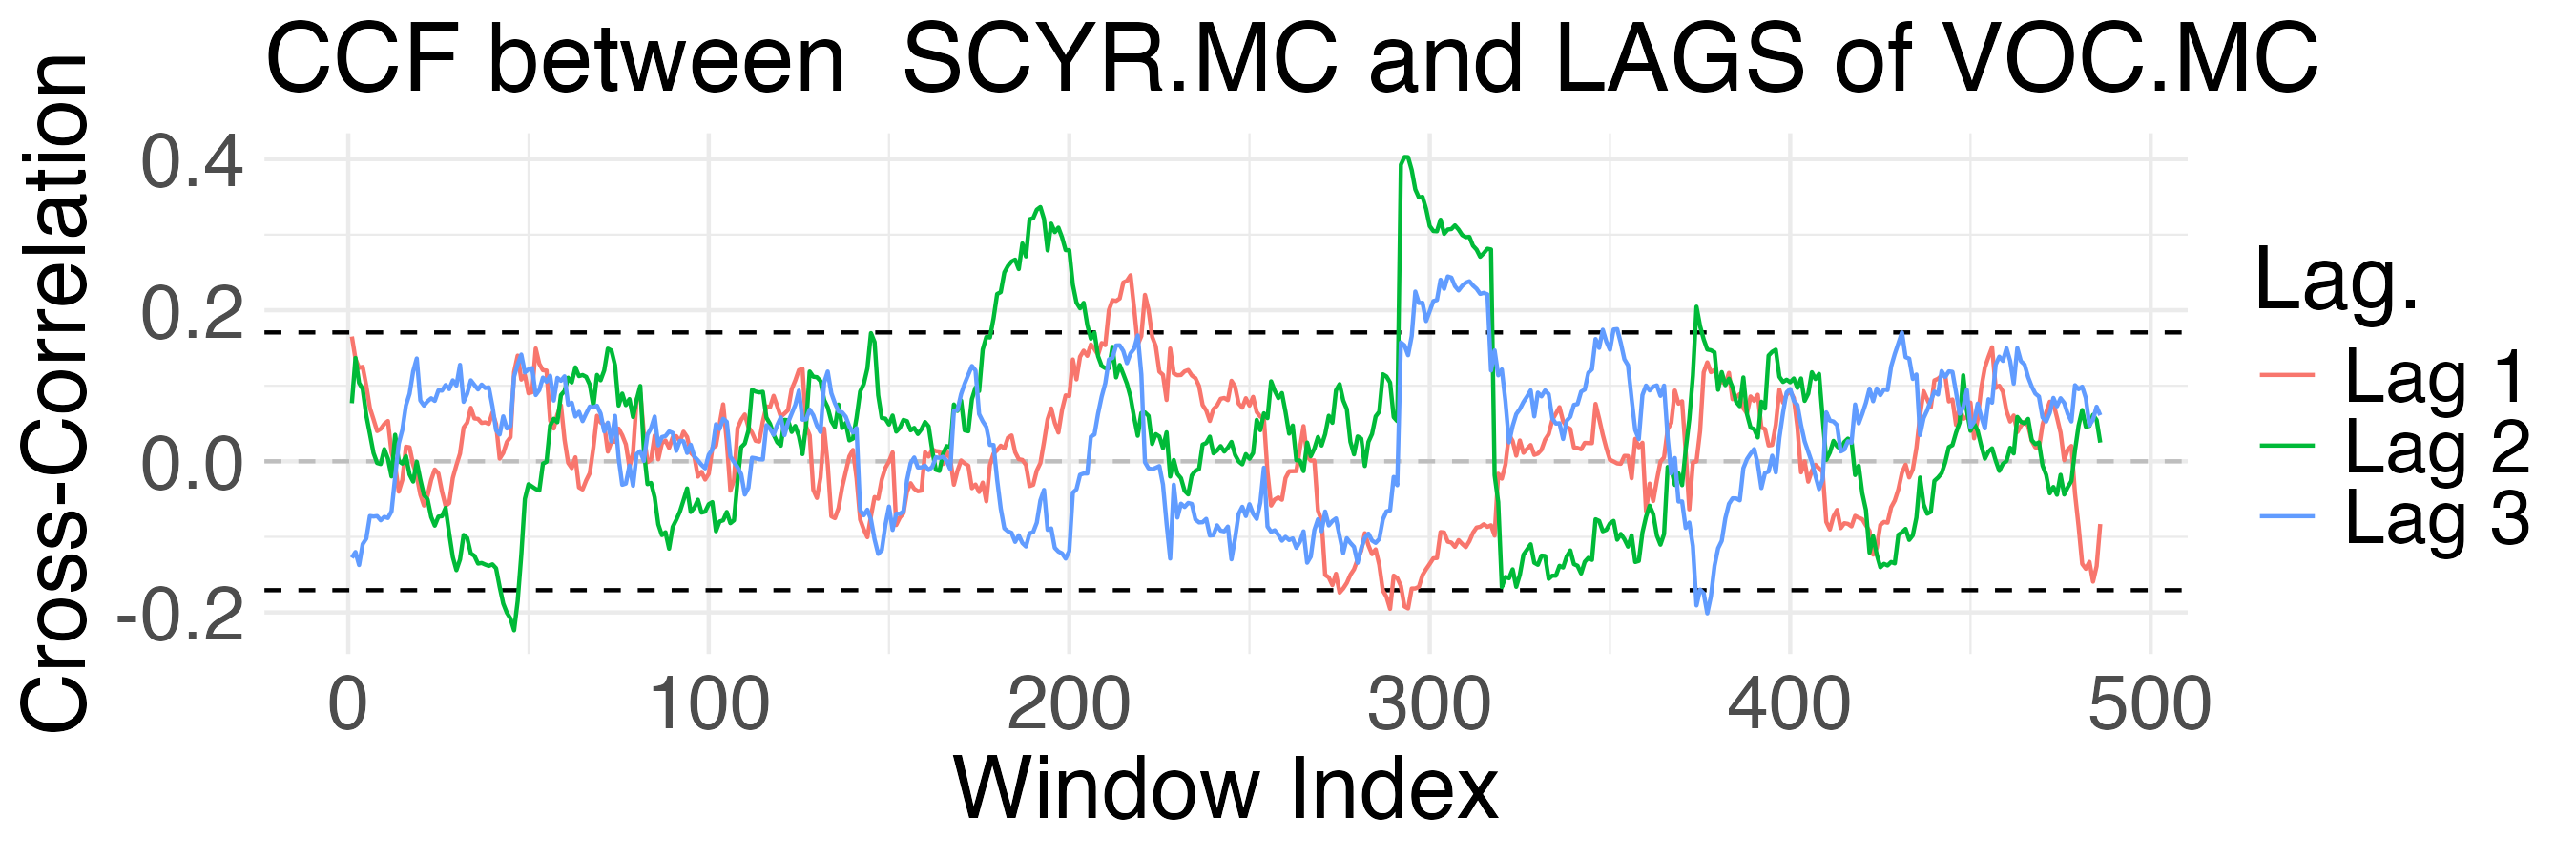 CCF between  SCYR.MC and LAGS of VOC.MC
Cross-Correlation
0.4
0.2
0.0
-0.2
0
100
200
300
400
500
Window Index
Lag.
Lag 1
Lag 2
Lag 3